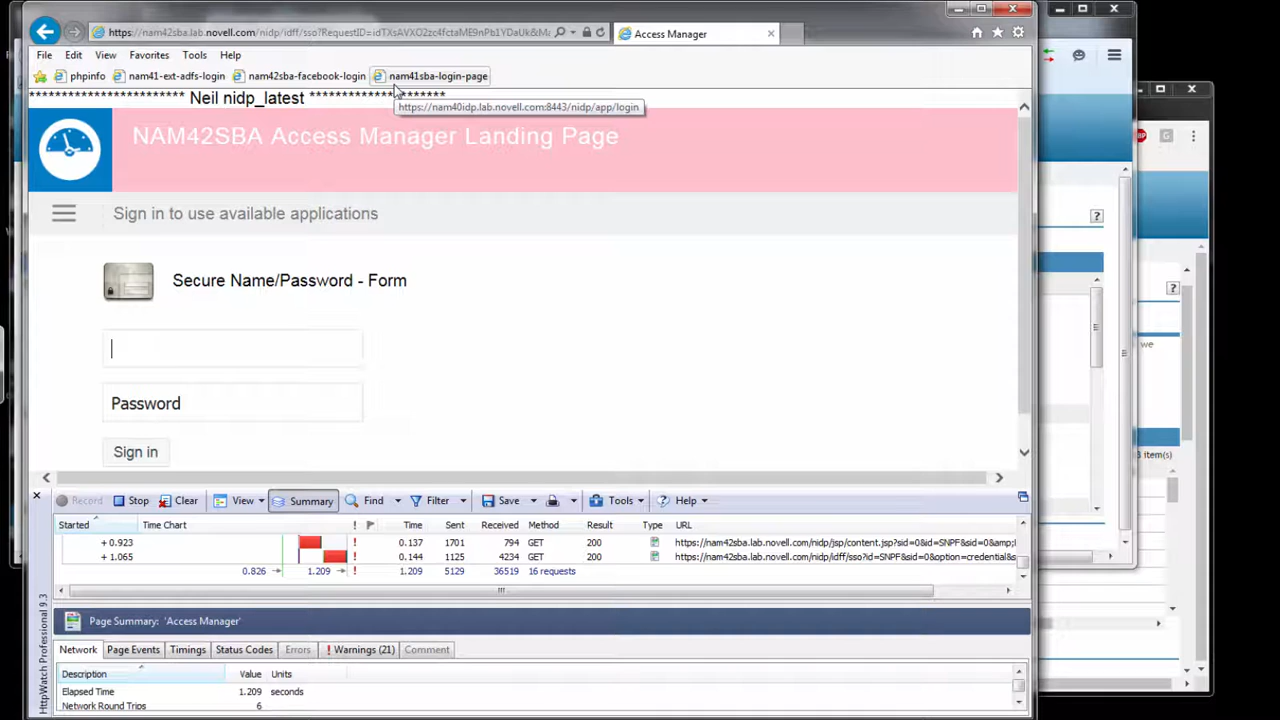 https://nam42sba.lab.novell.com/nidp/idff/sso?RequestID=idTXsAVXO2zc4fctaME9nPb1YDaUk&M
Access Manager
File Edit View Favorites Tools Help
phpinfo nam41-ext-adfs-login nam42sba-facebook-login nam41sba-login-page
*********************** Neil nidp_latest ********************
https://nam40idp.lab.novell.com:8443/nidp/app/login
NAM42SBA Access Manager Landing Page
Sign in to use available applications
Secure Name/Password - Form
Password
Sign in
we
item(s)
Record Stop Clear View Summary Find Filter Save Tools Help
Started Time Chart ! Time Sent Received Method Result Type URL
+ 0.923 ! 0.137 1701 794 GET 200 https://nam42sba.lab.novell.com/nidp/jsp/content.jsp?sid=0&id=SNPF&sid=0&amp;l
+ 1.065 ! 0.144 1125 4234 GET 200 https://nam42sba.lab.novell.com/nidp/idff/sso?id=SNPF&sid=0&option=credential&s
0.826 1.209 ! 1.209 5129 36519 16 requests
Page Summary: 'Access Manager'
Network Page Events Timings Status Codes Errors ! Warnings (21) Comment
Description Value Units
Elapsed Time 1.209 seconds
Network Round Trips 6
HttpWatch Professional 9.3